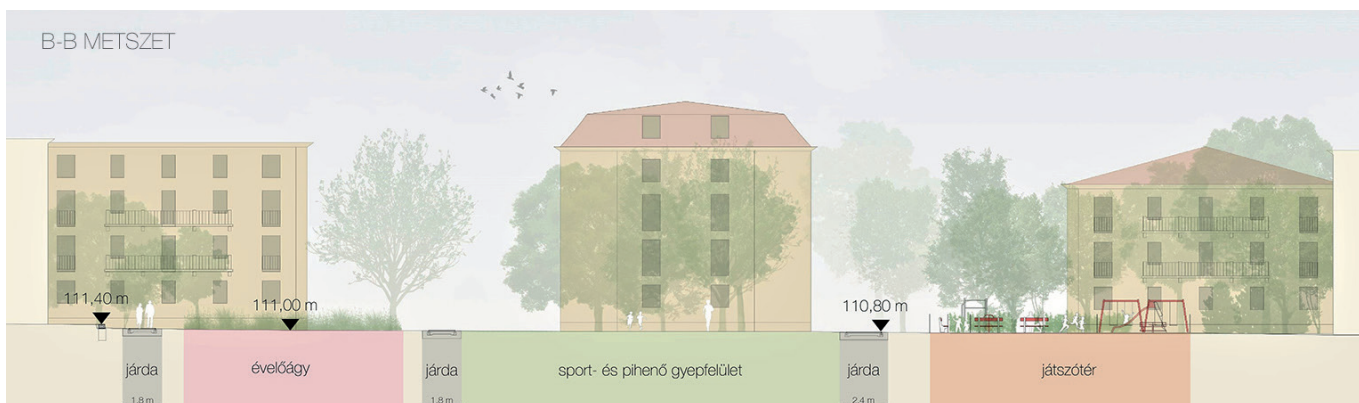 B-B METSZET
111,40 m
111,00 m
110,80 m
járda
évelőágy
járda
sport- és pihenő gyepfelület
járda
játszótér
1,8 m
1,8 m
2,4 m